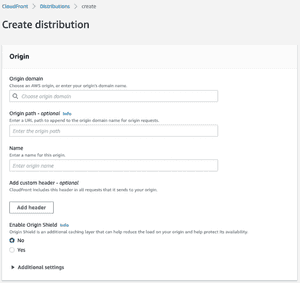 CloudFront > Distributions > create
Create distribution
Origin
Origin domain
Choose an AWS origin, or enter your origin's domain name.
Choose origin domain
Origin path - optional Info
Enter a URL path to append to the origin domain name for origin requests.
Enter the origin path
Name
Enter a name for this origin.
Enter origin name
Add custom header - optional
CloudFront includes this header in all requests that it sends to your origin.
Add header
Enable Origin Shield Info
Origin Shield is an additional caching layer that can help reduce the load on your origin and help protect its availability.
No
Yes
Additional settings